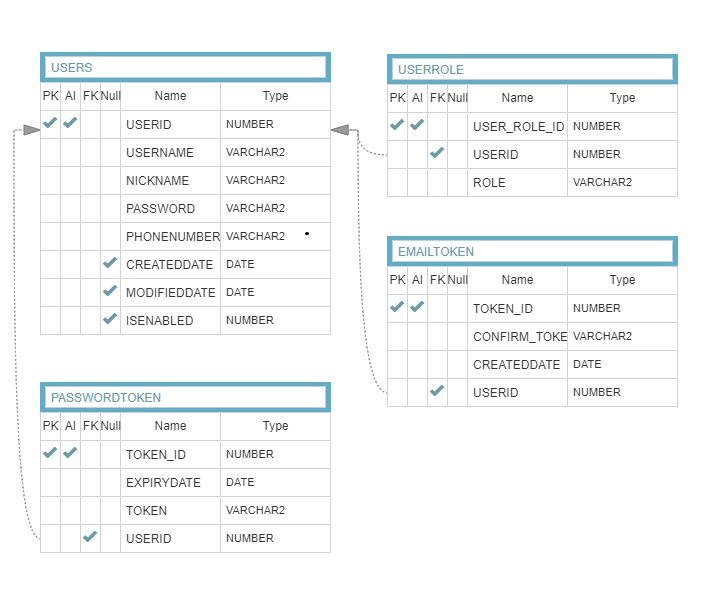 USERS
PK AI FK Null Name Type
USERID NUMBER
USERNAME VARCHAR2
NICKNAME VARCHAR2
PASSWORD VARCHAR2
PHONENUMBER VARCHAR2
CREATEDDATE DATE
MODIFIEDDATE DATE
ISENABLED NUMBER
USERROLE
PK AI FK Null Name Type
USER_ROLE_ID NUMBER
USERID NUMBER
ROLE VARCHAR2
EMAILTOKEN
PK AI FK Null Name Type
TOKEN_ID NUMBER
CONFIRM_TOKE VARCHAR2
CREATEDDATE DATE
USERID NUMBER
PASSWORDTOKEN
PK AI FK Null Name Type
TOKEN_ID NUMBER
EXPIRYDATE DATE
TOKEN VARCHAR2
USERID NUMBER